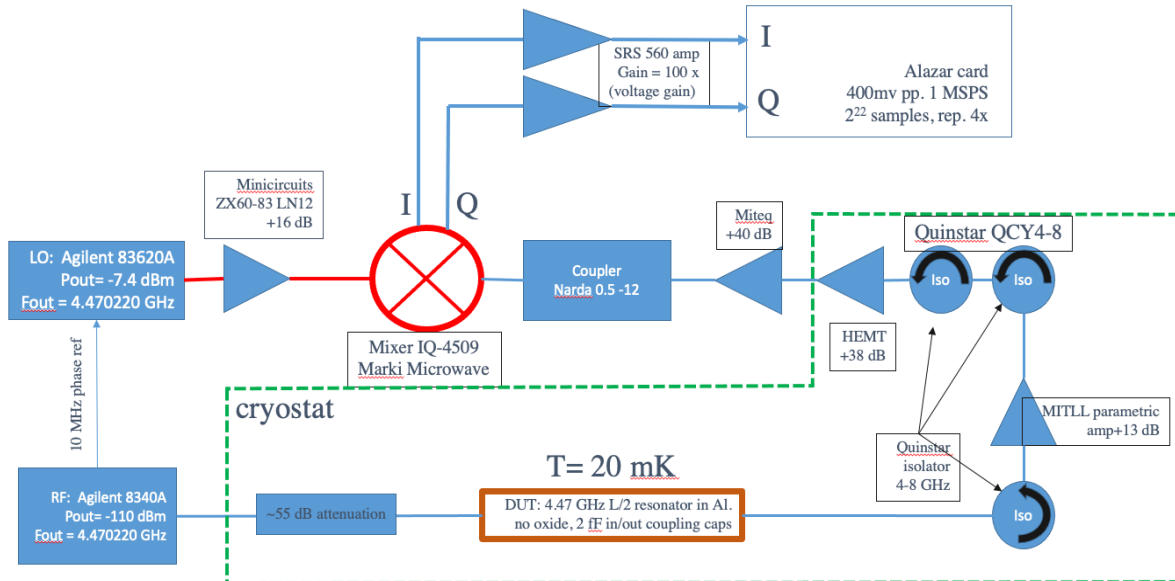 I
Q
SRS 560 amp
Gain = 100 x
(voltage gain)
Alazar card
400mv pp. 1 MSPS
2²² samples, rep. 4x
Minicircuits
ZX60-83 LN12
+16 dB
I
Q
LO: Agilent 83620A
Pout= -7.4 dBm
Fout = 4.470220 GHz
Mixer IQ-4509
Marki Microwave
Coupler
Narda 0.5 -12
Miteq
+40 dB
Quinstar QCY4-8
Iso
Iso
HEMT
+38 dB
10 MHz phase ref
cryostat
MITLL parametric
amp+13 dB
Quinstar
isolator
4-8 GHz
T= 20 mK
RF: Agilent 8340A
Pout= -110 dBm
Fout = 4.470220 GHz
~55 dB attenuation
DUT: 4.47 GHz L/2 resonator in Al.
no oxide, 2 fF in/out coupling caps
Iso